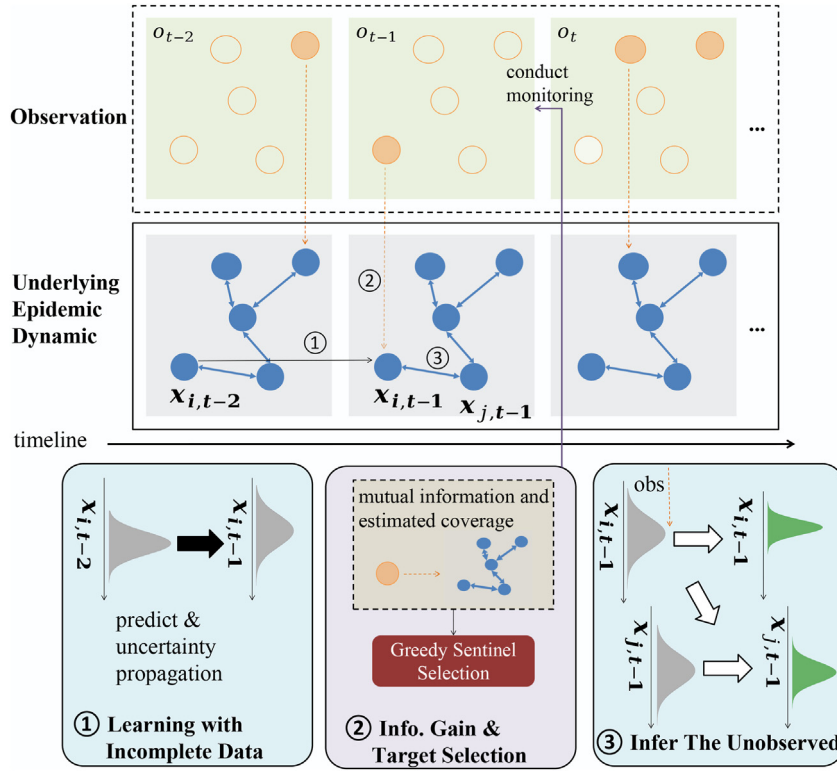 o_{t-2}
o_{t-1}
o_t
conduct
monitoring
Observation
...
Underlying
Epidemic
Dynamic
①
②
③
...
x_{i,t-2}
x_{i,t-1}
x_{j,t-1}
timeline
x_{i,t-2}
x_{i,t-1}
predict &
uncertainty
propagation
① Learning with
Incomplete Data
mutual information and
estimated coverage
Greedy Sentinel
Selection
② Info. Gain &
Target Selection
obs
x_{i,t-1}
x_{i,t-1}
x_{j,t-1}
x_{j,t-1}
③ Infer The Unobserved